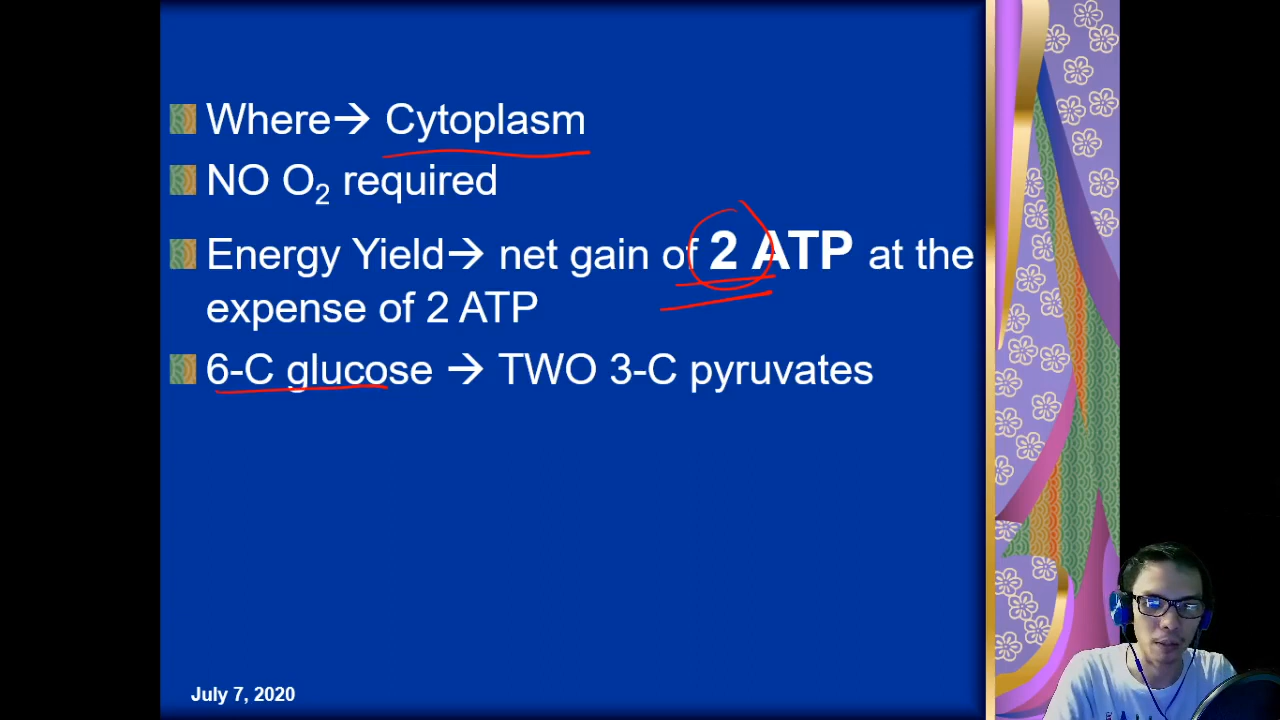 Where→ Cytoplasm
NO O₂ required
Energy Yield→ net gain of 2 ATP at the
expense of 2 ATP
6-C glucose → TWO 3-C pyruvates
July 7, 2020